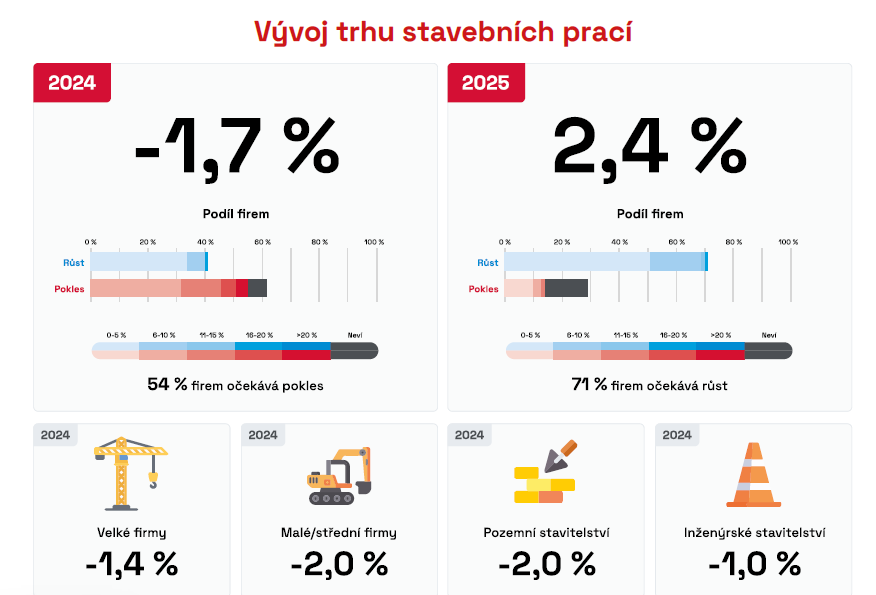 Vývoj trhu stavebních prací
2024
-1,7 %
Podíl firem
0 % 20 % 40 % 60 % 80 % 100 %
Růst
Pokles
0-5 % 6-10 % 11-15 % 16-20 % >20 % Neví
54 % firem očekává pokles
2025
2,4 %
Podíl firem
0 % 20 % 40 % 60 % 80 % 100 %
Růst
Pokles
0-5 % 6-10 % 11-15 % 16-20 % >20 % Neví
71 % firem očekává růst
2024
Velké firmy
-1,4 %
2024
Malé/střední firmy
-2,0 %
2024
Pozemní stavitelství
-2,0 %
2024
Inženýrské stavitelství
-1,0 %